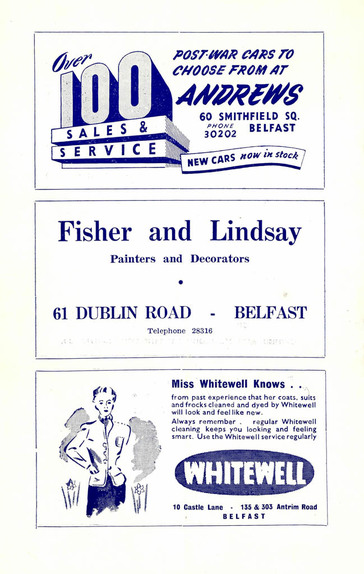 Over
100
SALES &
SERVICE
POST-WAR CARS TO
CHOOSE FROM AT
ANDREWS
60 SMITHFIELD SQ.
PHONE
30202 BELFAST
NEW CARS now in stock
Fisher and Lindsay
Painters and Decorators
•
61 DUBLIN ROAD - BELFAST
Telephone 28316
Miss Whitewell Knows . .
from past experience that her coats, suits
and frocks cleaned and dyed by Whitewell
will look and feel like new.
Always remember . regular Whitewell
cleaning keeps you looking and feeling
smart. Use the Whitewell service regularly
WHITEWELL
10 Castle Lane - 135 & 303 Antrim Road
BELFAST